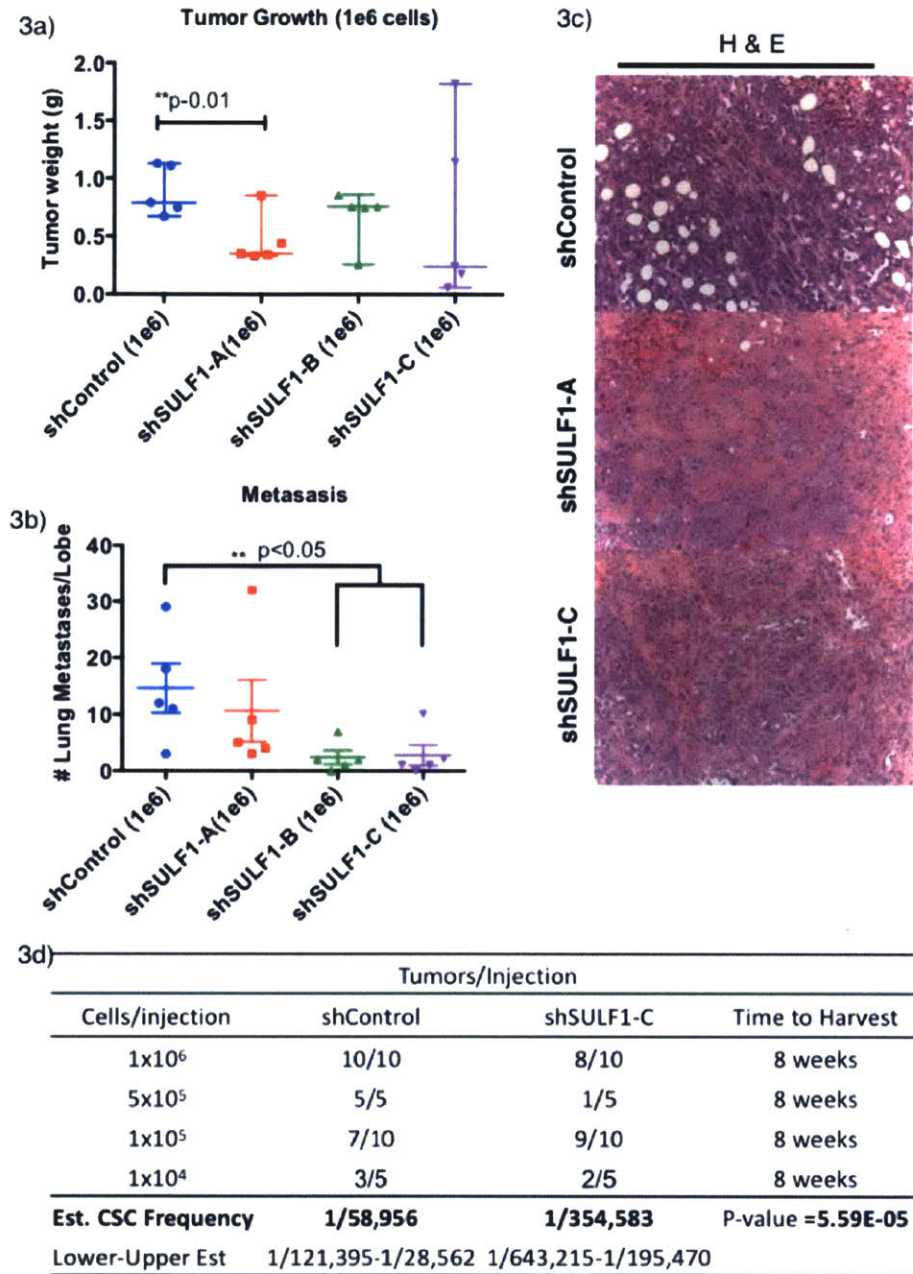 3a)
Tumor Growth (1e6 cells)
Tumor weight (g)
2.0
1.5
1.0
0.5
0.0
**p-0.01
shControl (1e6)
shSULF1-A(1e6)
shSULF1-B (1e6)
shSULF1-C (1e6)
3b)
Metasasis
# Lung Metastases/Lobe
40
30
20
10
0
** p<0.05
shControl (1e6)
shSULF1-A(1e6)
shSULF1-B (1e6)
shSULF1-C (1e6)
3c)
H & E
shControl
shSULF1-A
shSULF1-C
3d)
Tumors/Injection
Cells/injection shControl shSULF1-C Time to Harvest
1x10⁶ 10/10 8/10 8 weeks
5x10⁵ 5/5 1/5 8 weeks
1x10⁵ 7/10 9/10 8 weeks
1x10⁴ 3/5 2/5 8 weeks
Est. CSC Frequency 1/58,956 1/354,583 P-value =5.59E-05
Lower-Upper Est 1/121,395-1/28,562 1/643,215-1/195,470